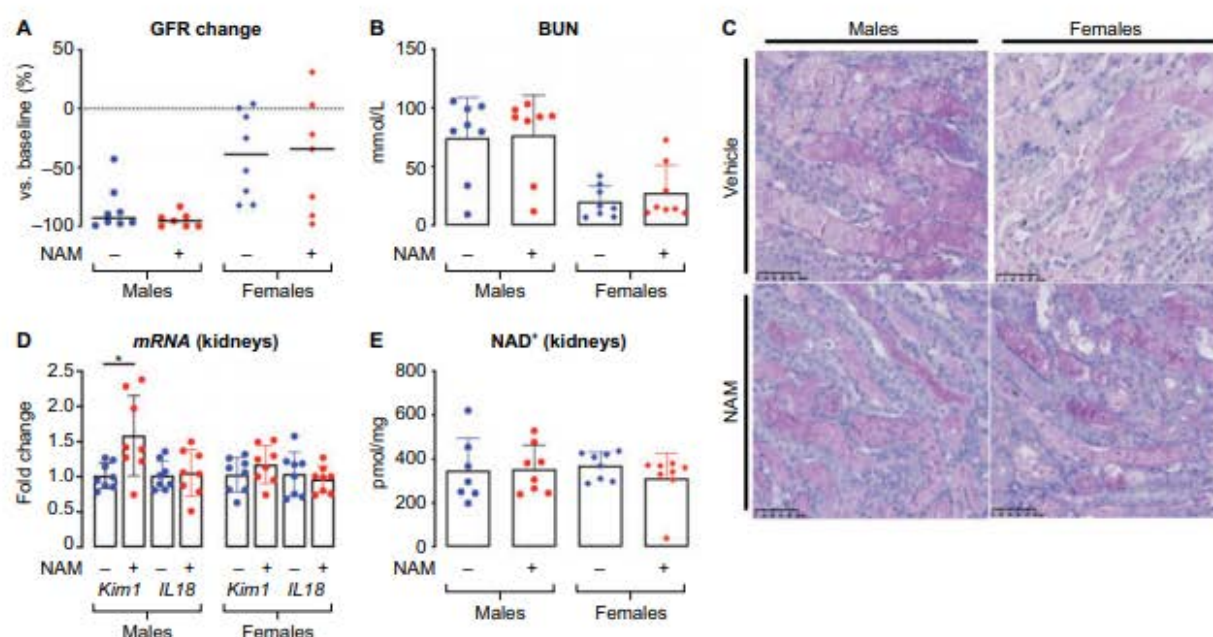 A GFR change
vs. baseline (%)
50
0
–50
–100
NAM – + – +
Males Females
B BUN
mmol/L
150
100
50
0
NAM – + – +
Males Females
C Males Females
Vehicle
NAM
D mRNA (kidneys)
Fold change
2.5
2.0
1.5
1.0
0.5
0
*
NAM – + – + – + – +
Kim1 IL18 Kim1 IL18
Males Females
E NAD⁺ (kidneys)
pmol/mg
800
600
400
200
0
NAM – + – +
Males Females